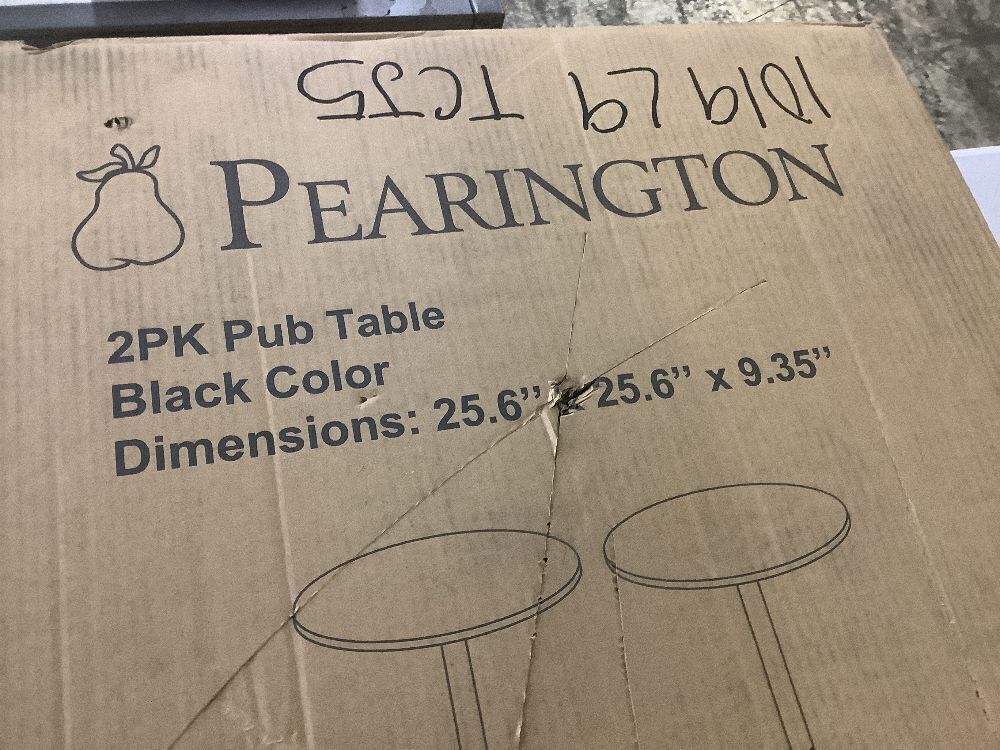 PEARINGTON
2PK Pub Table
Black Color
Dimensions: 25.6’’ x 25.6’’ x 9.35’’